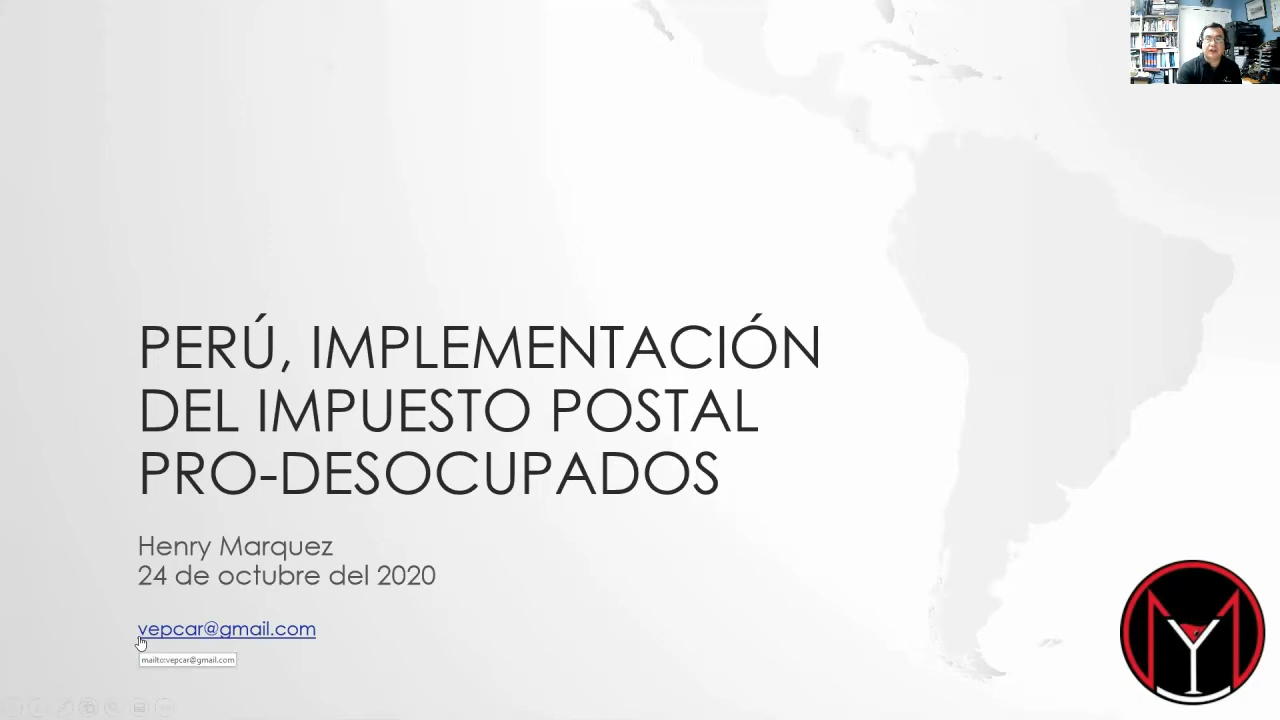 PERÚ, IMPLEMENTACIÓN
DEL IMPUESTO POSTAL
PRO-DESOCUPADOS
Henry Marquez
24 de octubre del 2020
vepcar@gmail.com
mailto:vepcar@gmail.com